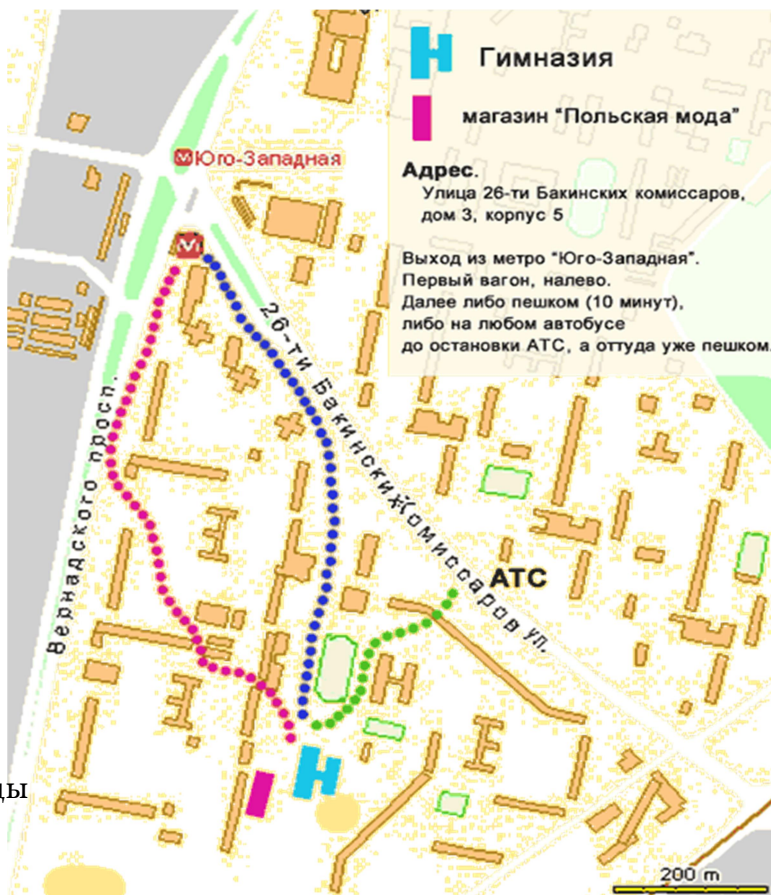 Гимназия
магазин "Польская мода"
Адрес.
Улица 26-ти Бакинских комиссаров,
дом 3, корпус 5
Выход из метро "Юго-Западная".
Первый вагон, налево.
Далее либо пешком (10 минут),
либо на любом автобусе
до остановки АТС, а оттуда уже пешком.
М Юго-Западная
М
26-ти Бакинских Комиссаров ул.
Вернадского просп.
АТС
ды
200 m